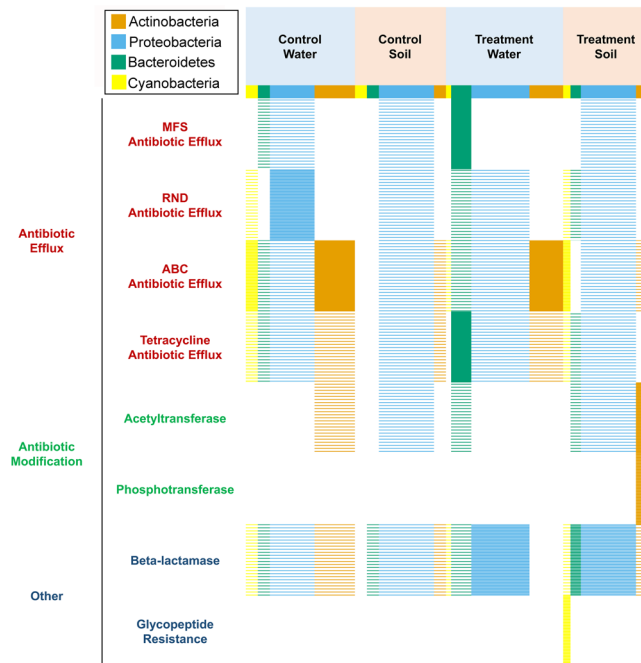 Actinobacteria
Proteobacteria
Bacteroidetes
Cyanobacteria
Control
Water
Control
Soil
Treatment
Water
Treatment
Soil
Antibiotic
Efflux
MFS
Antibiotic Efflux
RND
Antibiotic Efflux
ABC
Antibiotic Efflux
Tetracycline
Antibiotic Efflux
Antibiotic
Modification
Acetyltransferase
Phosphotransferase
Other
Beta-lactamase
Glycopeptide
Resistance